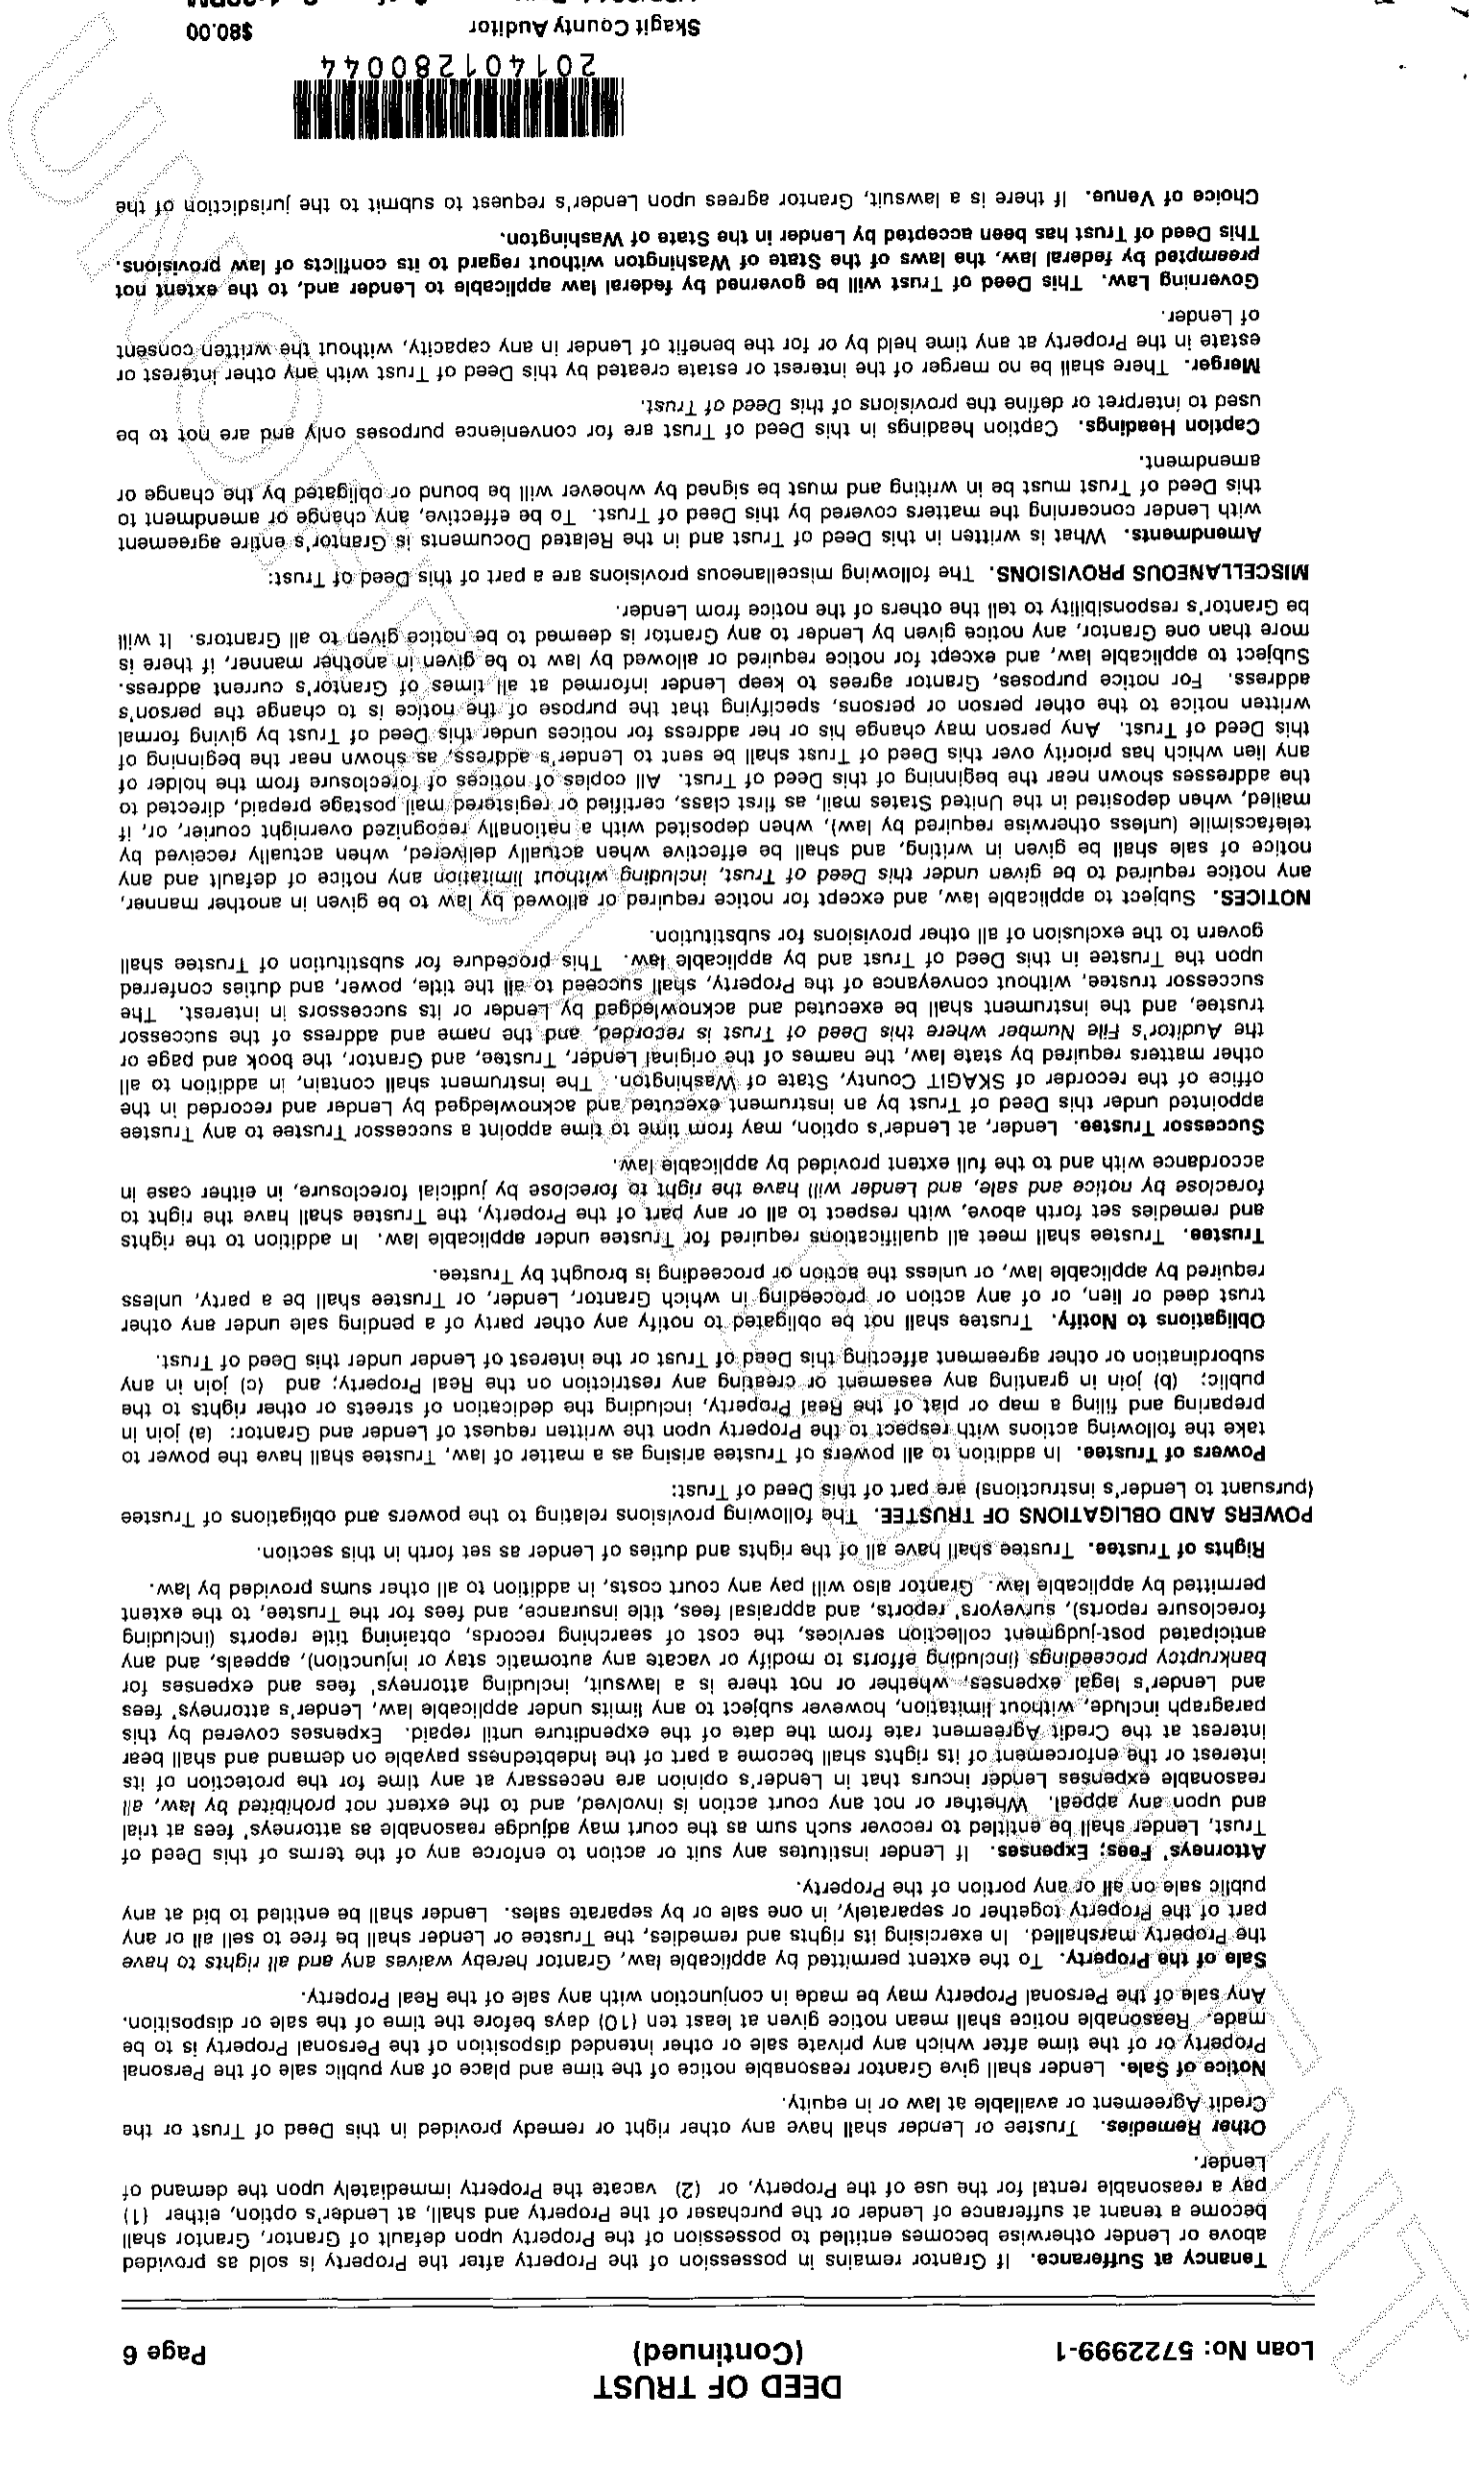 DEED OF TRUST
Loan No: 5722999-1 (Continued) Page 6
Tenancy at Sufferance. If Grantor remains in possession of the Property after the Property is sold as provided
above or Lender otherwise becomes entitled to possession of the Property upon default of Grantor, Grantor shall
become a tenant at sufferance of Lender or the purchaser of the Property and shall, at Lender's option, either (1)
pay a reasonable rental for the use of the Property, or (2) vacate the Property immediately upon the demand of
Lender.
Other Remedies. Trustee or Lender shall have any other right or remedy provided in this Deed of Trust or the
Credit Agreement or available at law or in equity.
Notice of Sale. Lender shall give Grantor reasonable notice of the time and place of any public sale of the Personal
Property or of the time after which any private sale or other intended disposition of the Personal Property is to be
made. Reasonable notice shall mean notice given at least ten (10) days before the time of the sale or disposition.
Any sale of the Personal Property may be made in conjunction with any sale of the Real Property.
Sale of the Property. To the extent permitted by applicable law, Grantor hereby waives any and all rights to have
the Property marshalled. In exercising its rights and remedies, the Trustee or Lender shall be free to sell all or any
part of the Property together or separately, in one sale or by separate sales. Lender shall be entitled to bid at any
public sale on all or any portion of the Property.
Attorneys' Fees; Expenses. If Lender institutes any suit or action to enforce any of the terms of this Deed of
Trust, Lender shall be entitled to recover such sum as the court may adjudge reasonable as attorneys' fees at trial
and upon any appeal. Whether or not any court action is involved, and to the extent not prohibited by law, all
reasonable expenses Lender incurs that in Lender's opinion are necessary at any time for the protection of its
interest or the enforcement of its rights shall become a part of the Indebtedness payable on demand and shall bear
interest at the Credit Agreement rate from the date of the expenditure until repaid. Expenses covered by this
paragraph include, without limitation, however subject to any limits under applicable law, Lender's attorneys' fees
and Lender's legal expenses, whether or not there is a lawsuit, including attorneys' fees and expenses for
bankruptcy proceedings (including efforts to modify or vacate any automatic stay or injunction), appeals, and any
anticipated post-judgment collection services, the cost of searching records, obtaining title reports (including
foreclosure reports), surveyors' reports, and appraisal fees, title insurance, and fees for the Trustee, to the extent
permitted by applicable law. Grantor also will pay any court costs, in addition to all other sums provided by law.
Rights of Trustee. Trustee shall have all of the rights and duties of Lender as set forth in this section.
POWERS AND OBLIGATIONS OF TRUSTEE. The following provisions relating to the powers and obligations of Trustee
(pursuant to Lender's instructions) are part of this Deed of Trust:
Powers of Trustee. In addition to all powers of Trustee arising as a matter of law, Trustee shall have the power to
take the following actions with respect to the Property upon the written request of Lender and Grantor: (a) join in
preparing and filing a map or plat of the Real Property, including the dedication of streets or other rights to the
public; (b) join in granting any easement or creating any restriction on the Real Property; and (c) join in any
subordination or other agreement affecting this Deed of Trust or the interest of Lender under this Deed of Trust.
Obligations to Notify. Trustee shall not be obligated to notify any other party of a pending sale under any other
trust deed or lien, or of any action or proceeding in which Grantor, Lender, or Trustee shall be a party, unless
required by applicable law, or unless the action or proceeding is brought by Trustee.
Trustee. Trustee shall meet all qualifications required for Trustee under applicable law. In addition to the rights
and remedies set forth above, with respect to all or any part of the Property, the Trustee shall have the right to
foreclose by notice and sale, and Lender will have the right to foreclose by judicial foreclosure, in either case in
accordance with and to the full extent provided by applicable law.
Successor Trustee. Lender, at Lender's option, may from time to time appoint a successor Trustee to any Trustee
appointed under this Deed of Trust by an instrument executed and acknowledged by Lender and recorded in the
office of the recorder of SKAGIT County, State of Washington. The instrument shall contain, in addition to all
other matters required by state law, the names of the original Lender, Trustee, and Grantor, the book and page or
the Auditor's File Number where this Deed of Trust is recorded, and the name and address of the successor
trustee, and the instrument shall be executed and acknowledged by Lender or its successors in interest. The
successor trustee, without conveyance of the Property, shall succeed to all the title, power, and duties conferred
upon the Trustee in this Deed of Trust and by applicable law. This procedure for substitution of Trustee shall
govern to the exclusion of all other provisions for substitution.
NOTICES. Subject to applicable law, and except for notice required or allowed by law to be given in another manner,
any notice required to be given under this Deed of Trust, including without limitation any notice of default and any
notice of sale shall be given in writing, and shall be effective when actually delivered, when actually received by
telefacsimile (unless otherwise required by law), when deposited with a nationally recognized overnight courier, or, if
mailed, when deposited in the United States mail, as first class, certified or registered mail postage prepaid, directed to
the addresses shown near the beginning of this Deed of Trust. All copies of notices of foreclosure from the holder of
any lien which has priority over this Deed of Trust shall be sent to Lender's address, as shown near the beginning of
this Deed of Trust. Any person may change his or her address for notices under this Deed of Trust by giving formal
written notice to the other person or persons, specifying that the purpose of the notice is to change the person's
address. For notice purposes, Grantor agrees to keep Lender informed at all times of Grantor's current address.
Subject to applicable law, and except for notice required or allowed by law to be given in another manner, if there is
more than one Grantor, any notice given by Lender to any Grantor is deemed to be notice given to all Grantors. It will
be Grantor's responsibility to tell the others of the notice from Lender.
MISCELLANEOUS PROVISIONS. The following miscellaneous provisions are a part of this Deed of Trust:
Amendments. What is written in this Deed of Trust and in the Related Documents is Grantor's entire agreement
with Lender concerning the matters covered by this Deed of Trust. To be effective, any change or amendment to
this Deed of Trust must be in writing and must be signed by whoever will be bound or obligated by the change or
amendment.
Caption Headings. Caption headings in this Deed of Trust are for convenience purposes only and are not to be
used to interpret or define the provisions of this Deed of Trust.
Merger. There shall be no merger of the interest or estate created by this Deed of Trust with any other interest or
estate in the Property at any time held by or for the benefit of Lender in any capacity, without the written consent
of Lender.
Governing Law. This Deed of Trust will be governed by federal law applicable to Lender and, to the extent not
preempted by federal law, the laws of the State of Washington without regard to its conflicts of law provisions.
This Deed of Trust has been accepted by Lender in the State of Washington.
Choice of Venue. If there is a lawsuit, Grantor agrees upon Lender's request to submit to the jurisdiction of the
201401280044
Skagit County Auditor $80.00
UNOFFICIAL DOCUMENT